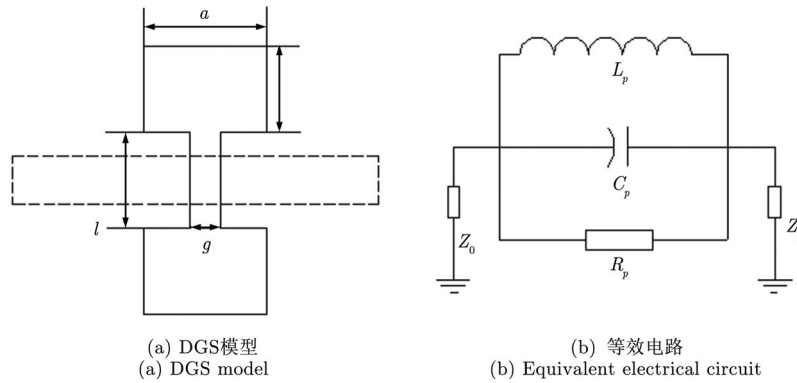 a
l
g
(a) DGS模型
(a) DGS model
L_p
C_p
R_p
Z_0
Z
(b) 等效电路
(b) Equivalent electrical circuit